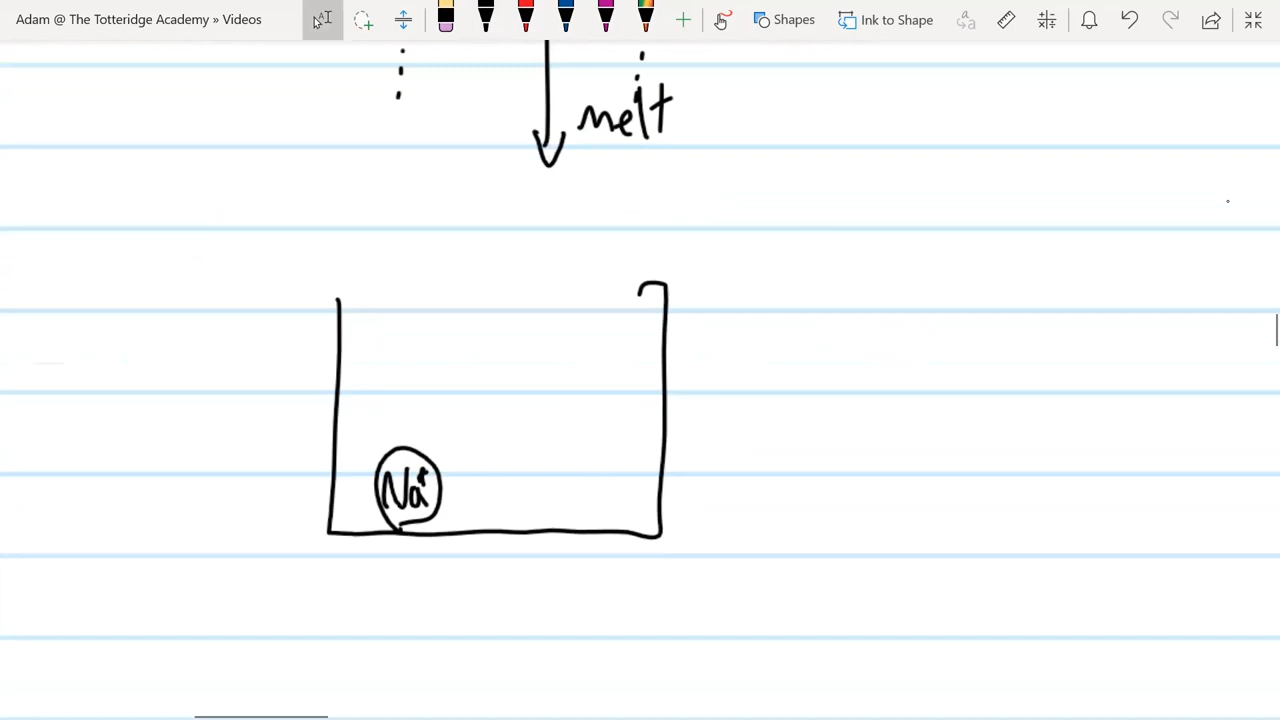 Adam @ The Totteridge Academy » Videos
Shapes
Ink to Shape
melt
Na⁺